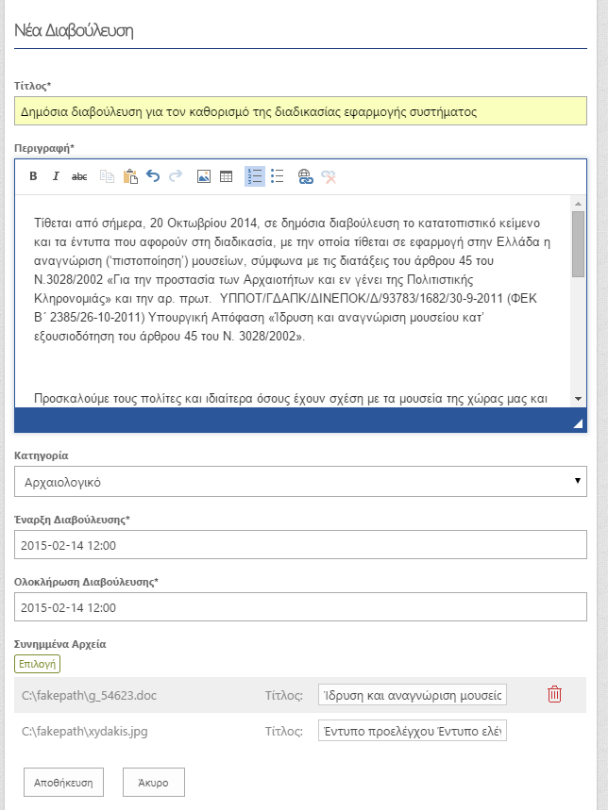 Νέα Διαβούλευση
Τίτλος*
Δημόσια διαβούλευση για τον καθορισμό της διαδικασίας εφαρμογής συστήματος
Περιγραφή*
B I abc
Τίθεται από σήμερα, 20 Οκτωβρίου 2014, σε δημόσια διαβούλευση το κατατοπιστικό κείμενο
και τα έντυπα που αφορούν στη διαδικασία, με την οποία τίθεται σε εφαρμογή στην Ελλάδα η
αναγνώριση (‘πιστοποίηση’) μουσείων, σύμφωνα με τις διατάξεις του άρθρου 45 του
Ν.3028/2002 «Για την προστασία των Αρχαιοτήτων και εν γένει της Πολιτιστικής
Κληρονομιάς» και την αρ. πρωτ. ΥΠΠΟΤ/ΓΔΑΠΚ/ΔΙΝΕΠΟΚ/Δ/93783/1682/30-9-2011 (ΦΕΚ
Β΄ 2385/26-10-2011) Υπουργική Απόφαση «Ίδρυση και αναγνώριση μουσείου κατ’
εξουσιοδότηση του άρθρου 45 του Ν. 3028/2002».
Προσκαλούμε τους πολίτες και ιδιαίτερα όσους έχουν σχέση με τα μουσεία της χώρας μας και
Κατηγορία
Αρχαιολογικό
Έναρξη Διαβούλευσης*
2015-02-14 12:00
Ολοκλήρωση Διαβούλευσης*
2015-02-14 12:00
Συνημμένα Αρχεία
Επιλογή
C:\fakepath\g_54623.doc Τίτλος: Ίδρυση και αναγνώριση μουσείς
C:\fakepath\xydakis.jpg Τίτλος: Έντυπο προελέγχου Έντυπο ελέ
Αποθήκευση Άκυρο